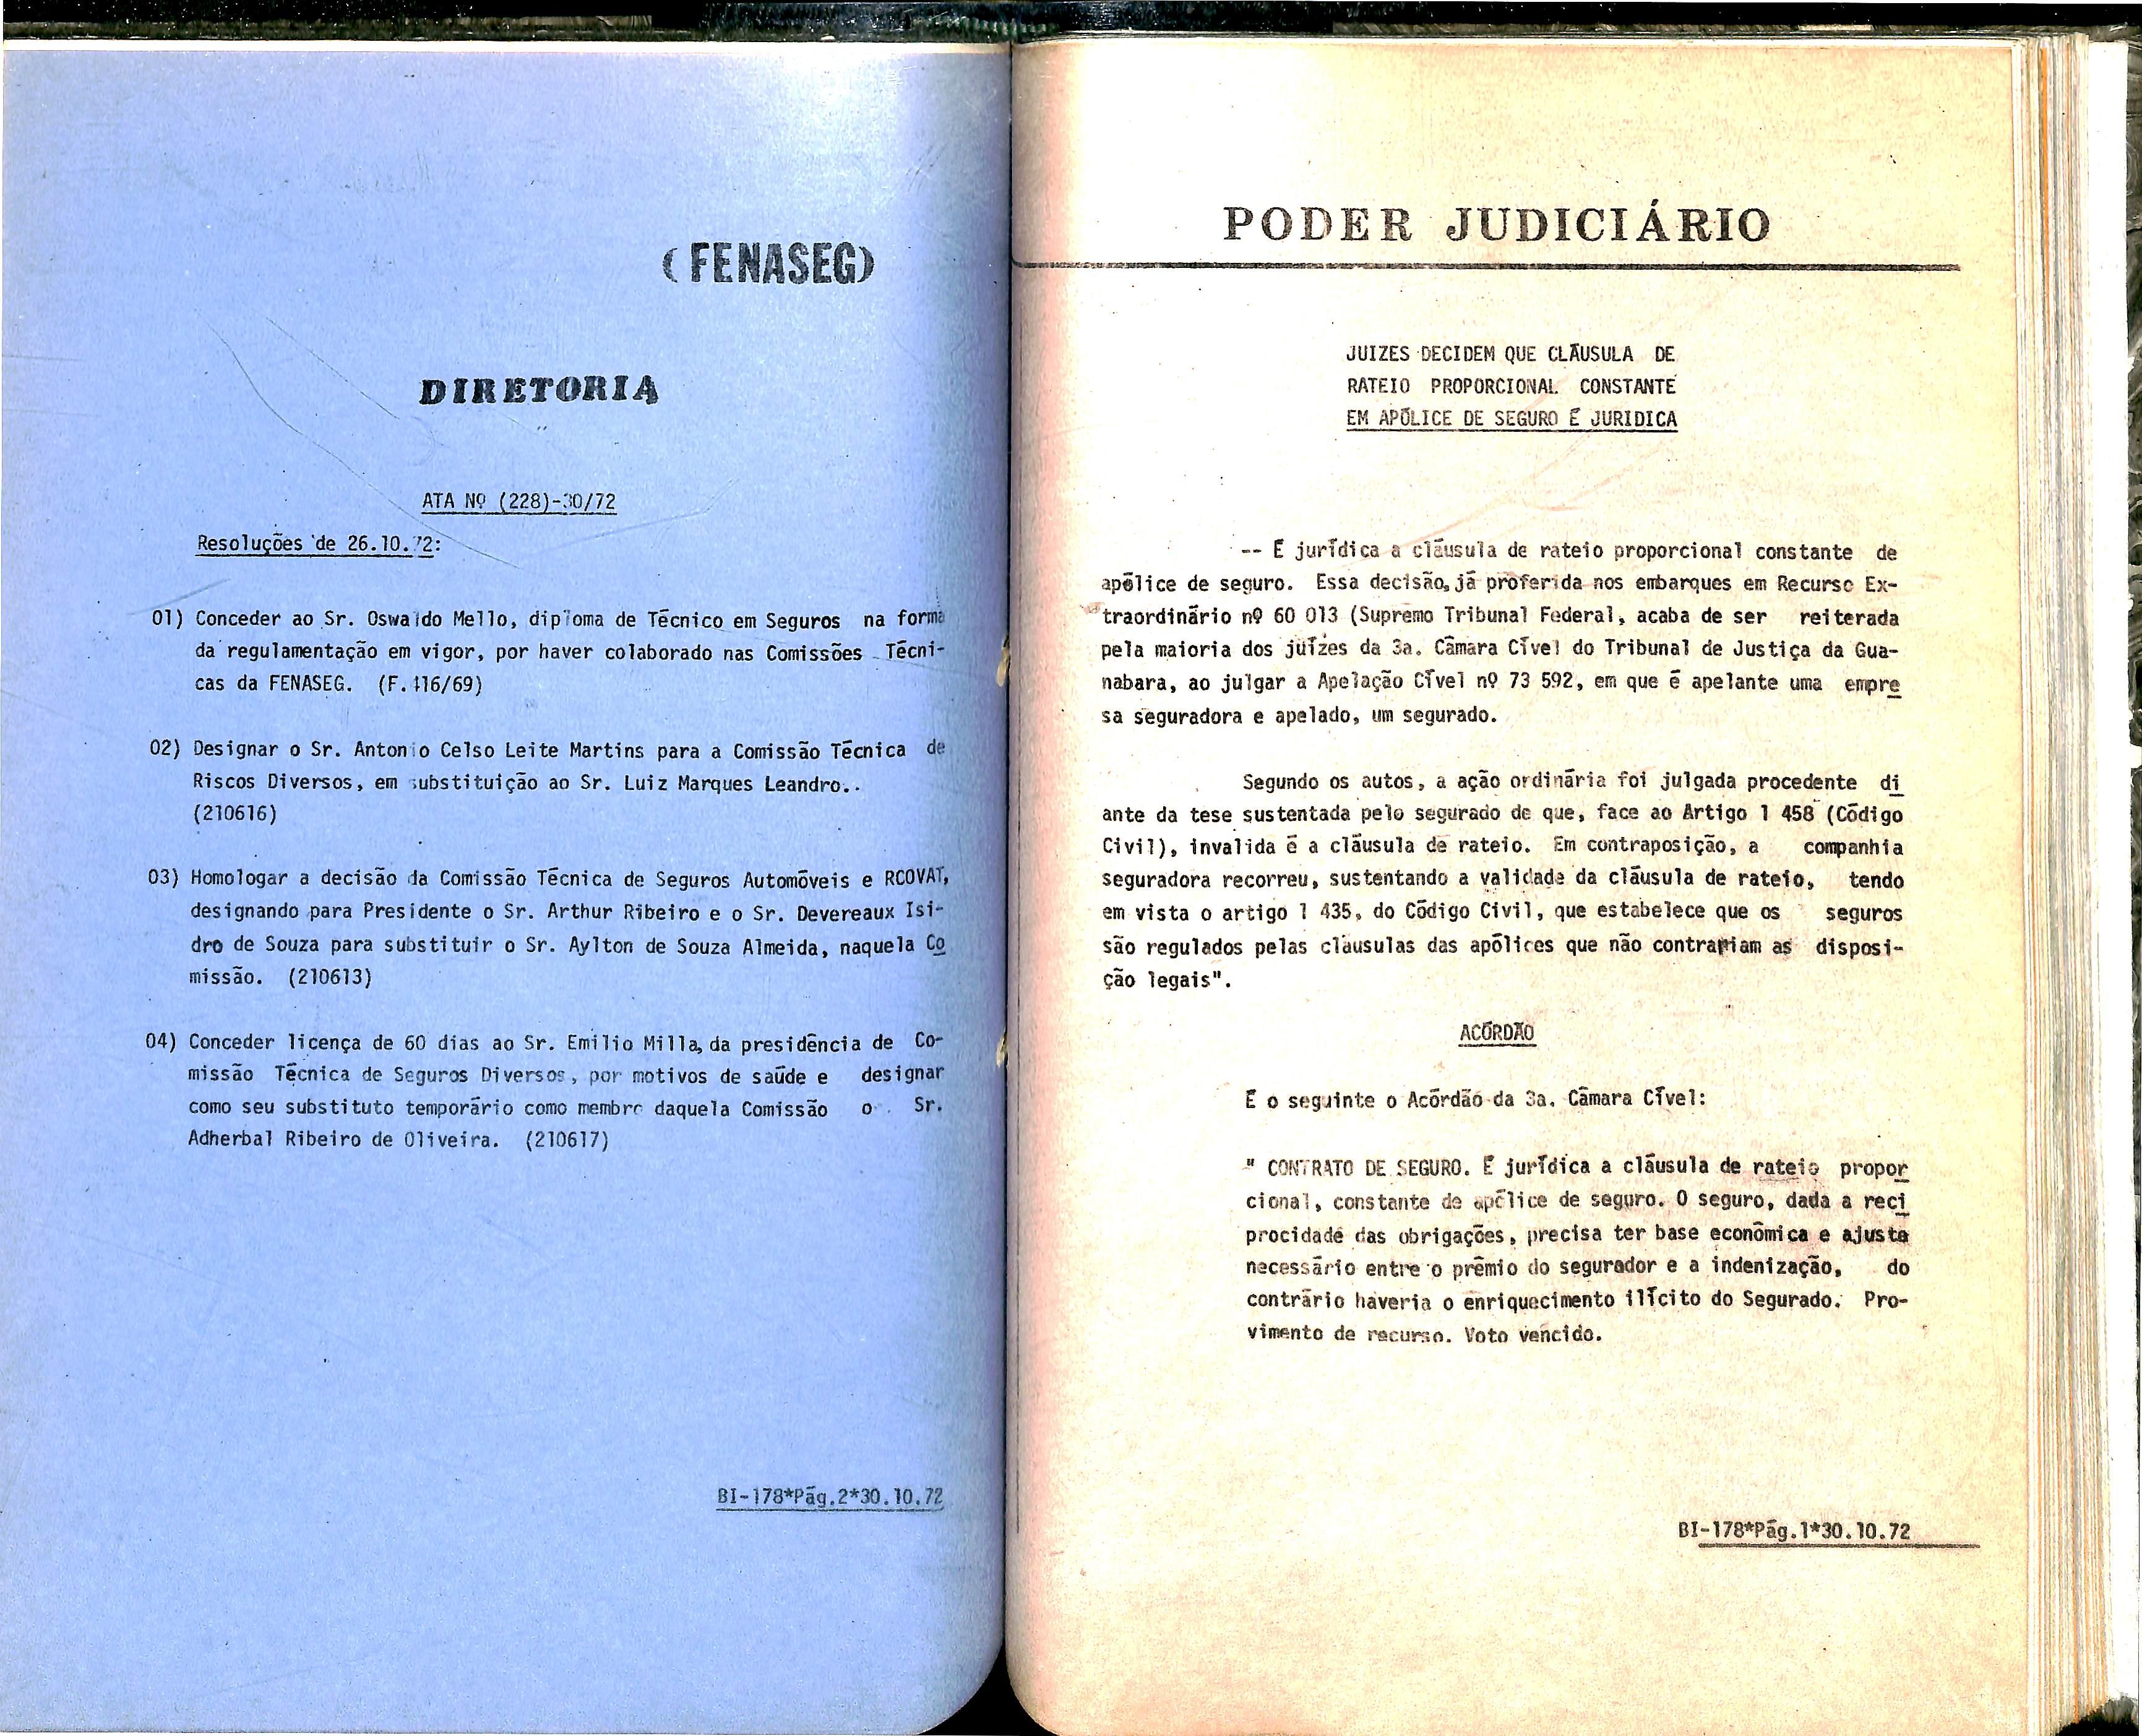 (FENASEG)
DIRETORIA
ATA Nº (228)-30/72
Resoluções de 26.10.72:
01) Conceder ao Sr. Oswaldo Mello, diploma de Técnico em Seguros na forma
da regulamentação em vigor, por haver colaborado nas Comissões Técni-
cas da FENASEG. (F.416/69)
02) Designar o Sr. Antonio Celso Leite Martins para a Comissão Técnica de
Riscos Diversos, em substituição ao Sr. Luiz Marques Leandro..
(210616)
03) Homologar a decisão da Comissão Técnica de Seguros Automóveis e RCOVAT,
designando para Presidente o Sr. Arthur Ribeiro e o Sr. Devereaux Isi-
dro de Souza para substituir o Sr. Aylton de Souza Almeida, naquela Co
missão. (210613)
04) Conceder licença de 60 dias ao Sr. Emilio Milla, da presidência de Co-
missão Técnica de Seguros Diversos, por motivos de saúde e designar
como seu substituto temporário como membro daquela Comissão o Sr.
Adherbal Ribeiro de Oliveira. (210617)
BI-178*Pág.2*30.10.72
PODER JUDICIÁRIO
JUIZES DECIDEM QUE CLÁUSULA DE
RATEIO PROPORCIONAL CONSTANTE
EM APÓLICE DE SEGURO É JURIDICA
-- É jurídica a cláusula de rateio proporcional constante de
apólice de seguro. Essa decisão, já proferida nos embarques em Recurso Ex-
traordinário nº 60 013 (Supremo Tribunal Federal, acaba de ser reiterada
pela maioria dos juízes da 3a. Câmara Cível do Tribunal de Justiça da Gua-
nabara, ao julgar a Apelação Cível nº 73 592, em que é apelante uma empre
sa seguradora e apelado, um segurado.
Segundo os autos, a ação ordinária foi julgada procedente di
ante da tese sustentada pelo segurado de que, face ao Artigo 1 458 (Código
Civil), invalida é a cláusula de rateio. Em contraposição, a companhia
seguradora recorreu, sustentando a validade da cláusula de rateio, tendo
em vista o artigo 1 435, do Código Civil, que estabelece que os seguros
são regulados pelas cláusulas das apólices que não contrariam as disposi-
ção legais".
ACÓRDÃO
É o seguinte o Acórdão da 3a. Câmara Cível:
" CONTRATO DE SEGURO. É jurídica a cláusula de rateio propor
cional, constante de apólice de seguro. O seguro, dada a reci
procidade das obrigações, precisa ter base econômica e ajuste
necessário entre o prêmio do segurador e a indenização, do
contrário haveria o enriquecimento ilícito do Segurado. Pro-
vimento de recurso. Voto vencido.
BI-178*Pág.1*30.10.72